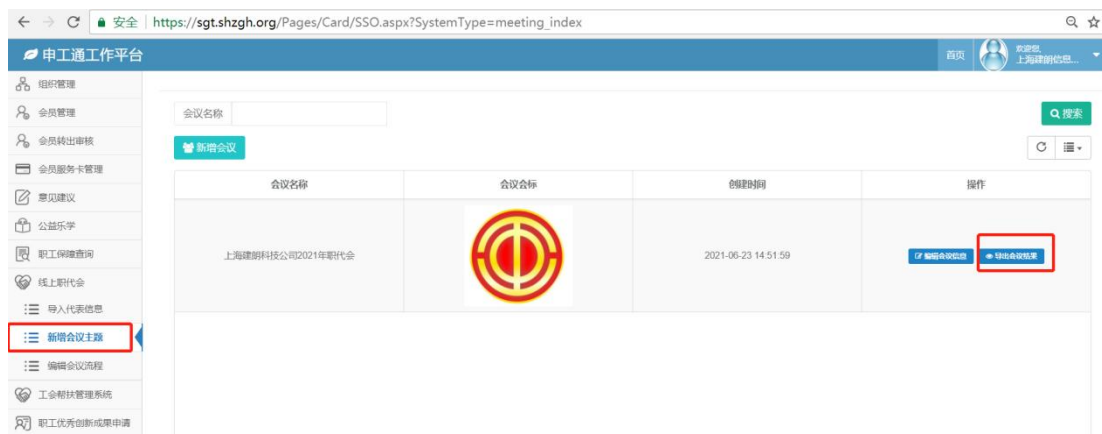 安全 https://sgt.shzgh.org/Pages/Card/SSO.aspx?SystemType=meeting_index
申工通工作平台
首页
欢迎您,
上海建朗信息...
组织管理
会员管理
会员转出审核
会员服务卡管理
意见建议
公益乐学
职工保障查询
线上职代会
导入代表信息
新增会议主题
编辑会议流程
工会帮扶管理系统
职工优秀创新成果申请
会议名称
搜索
新增会议
会议名称 会议会标 创建时间 操作
上海建朗科技公司2021年职代会 2021-06-23 14:51:59 编辑会议信息 导出会议结果